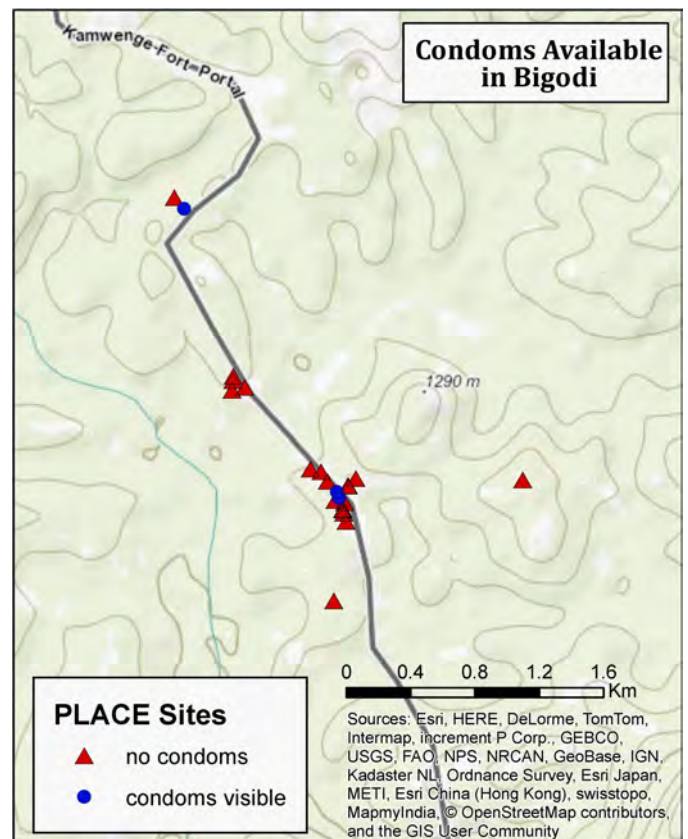 Kamwenge-Fort-Portal
Condoms Available
in Bigodi
1290 m
0 0.4 0.8 1.2 1.6
Km
PLACE Sites
no condoms
condoms visible
Sources: Esri, HERE, DeLorme, TomTom,
Intermap, increment P Corp., GEBCO,
USGS, FAO, NPS, NRCAN, GeoBase, IGN,
Kadaster NL, Ordnance Survey, Esri Japan,
METI, Esri China (Hong Kong), swisstopo,
MapmyIndia, © OpenStreetMap contributors,
and the GIS User Community